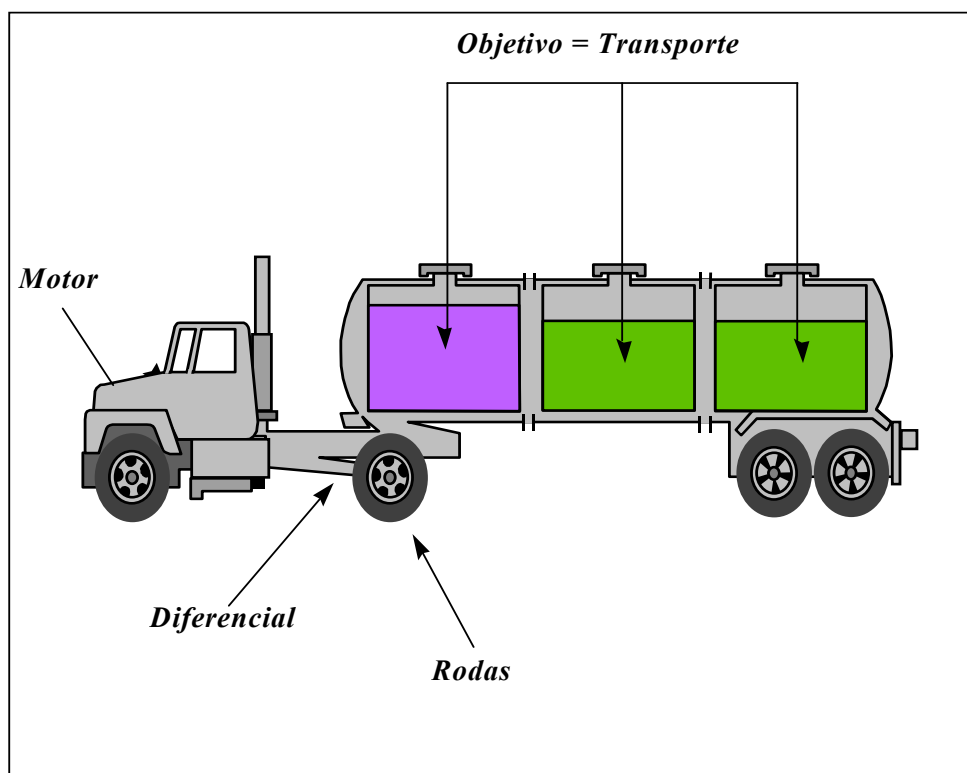 Objetivo = Transporte
Motor
Diferencial
Rodas